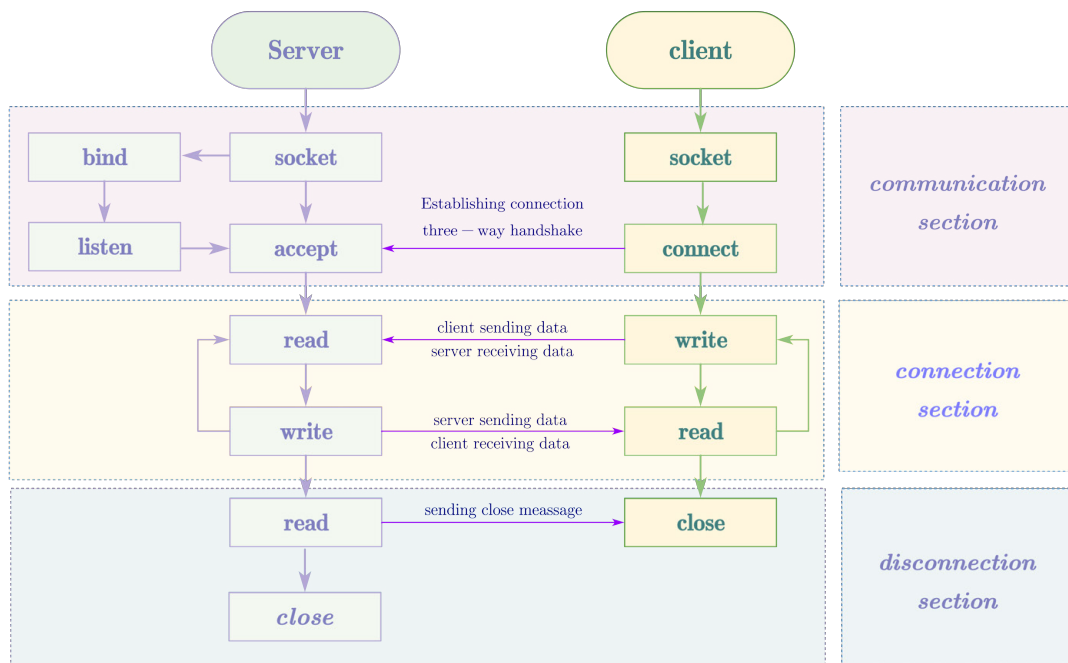 Server
client
bind
socket
socket
communication
section
Establishing connection
three – way handshake
listen
accept
connect
read
client sending data
server receiving data
write
connection
section
write
server sending data
client receiving data
read
read
sending close meassage
close
disconnection
section
close